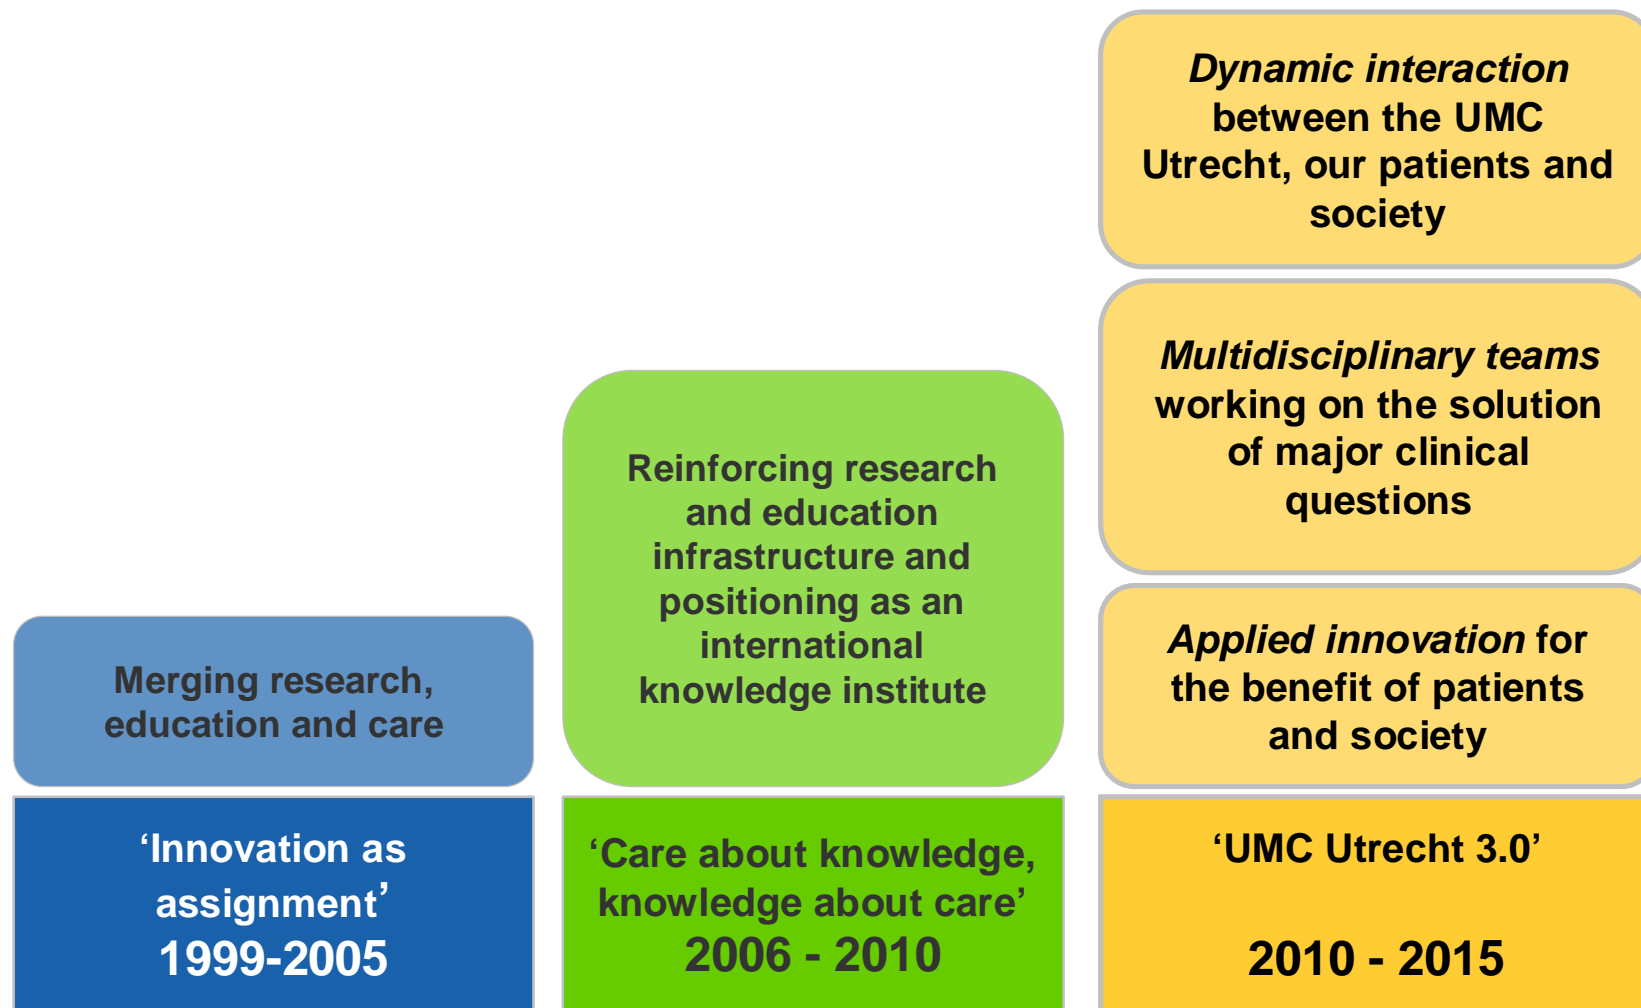 Merging research,
education and care
‘Innovation as
assignment’
1999-2005
Reinforcing research
and education
infrastructure and
positioning as an
international
knowledge institute
‘Care about knowledge,
knowledge about care’
2006 - 2010
Dynamic interaction
between the UMC
Utrecht, our patients and
society
Multidisciplinary teams
working on the solution
of major clinical
questions
Applied innovation for
the benefit of patients
and society
‘UMC Utrecht 3.0’
2010 - 2015